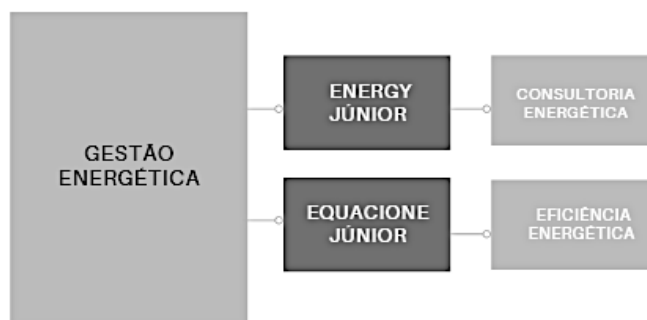 GESTÃO
ENERGÉTICA
ENERGY
JÚNIOR
CONSULTORIA
ENERGÉTICA
EQUACIONE
JÚNIOR
EFICIÊNCIA
ENERGÉTICA